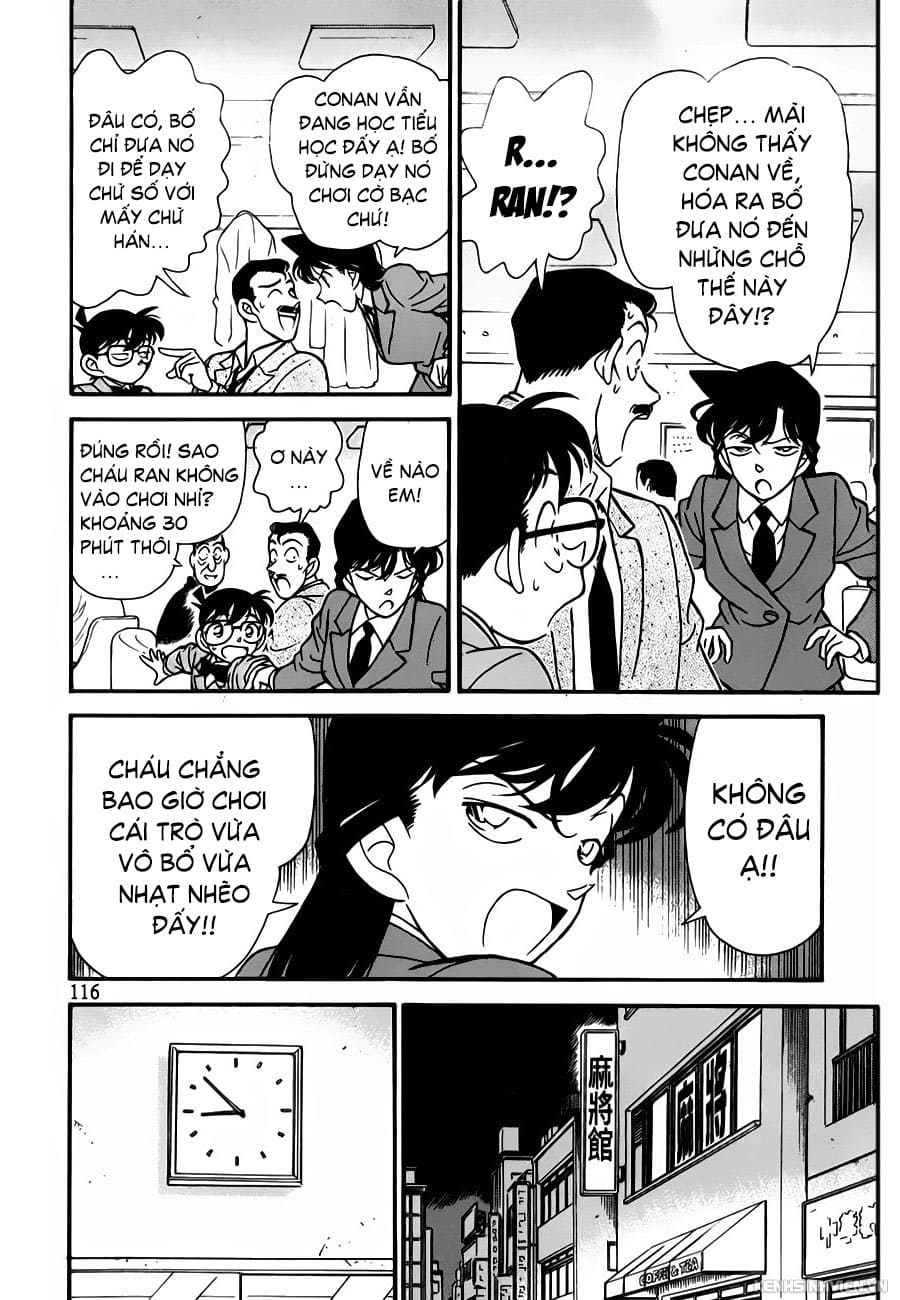 CHẸP... MÀI
KHÔNG THẤY
CONAN VỀ,
HÓA RA BỐ
ĐƯA NÓ ĐẾN
NHỮNG CHỖ
THẾ NÀY
ĐÂY!?
R...
RAN!?
CONAN VẪN
ĐANG HỌC TIỂU
HỌC ĐẤY Ạ! BỐ
ĐỪNG DẠY NÓ
CHƠI CỜ BẠC
CHỨ!
ĐÂU CÓ, BỐ
CHỈ ĐƯA NÓ
ĐI ĐỂ DẠY
CHỮ SỐ VỚI
MẤY CHỮ
HÁN...
VỀ NÀO
EM!
Ơ NÀY
...
ĐÚNG RỒI! SAO
CHÁU RAN KHÔNG
VÀO CHƠI NHỈ?
KHOẢNG 30
PHÚT THÔI
...
KHÔNG
CÓ ĐÂU
Ạ!!
CHÁU CHẲNG
BAO GIỜ CHƠI
CÁI TRÒ VỪA
VÔ BỔ VỪA
NHẠT NHẼO
ĐẤY!!
116
麻將館
麻將
COFFE & TEA
KENHSINHVIEN.VN